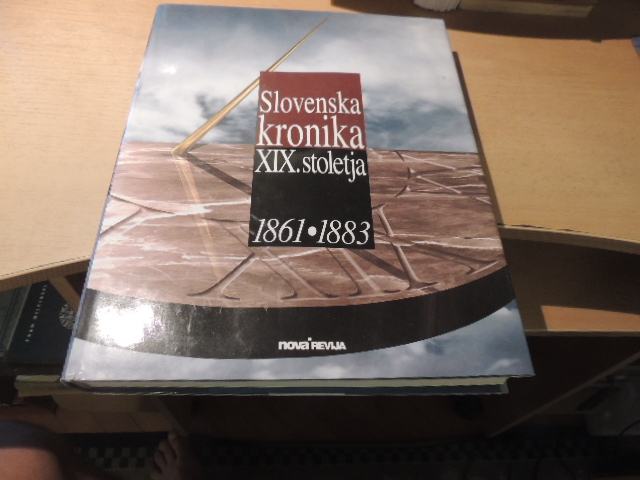 Slovenska
kronika
XIX. stoletja
1861•1883
nova REVIJA